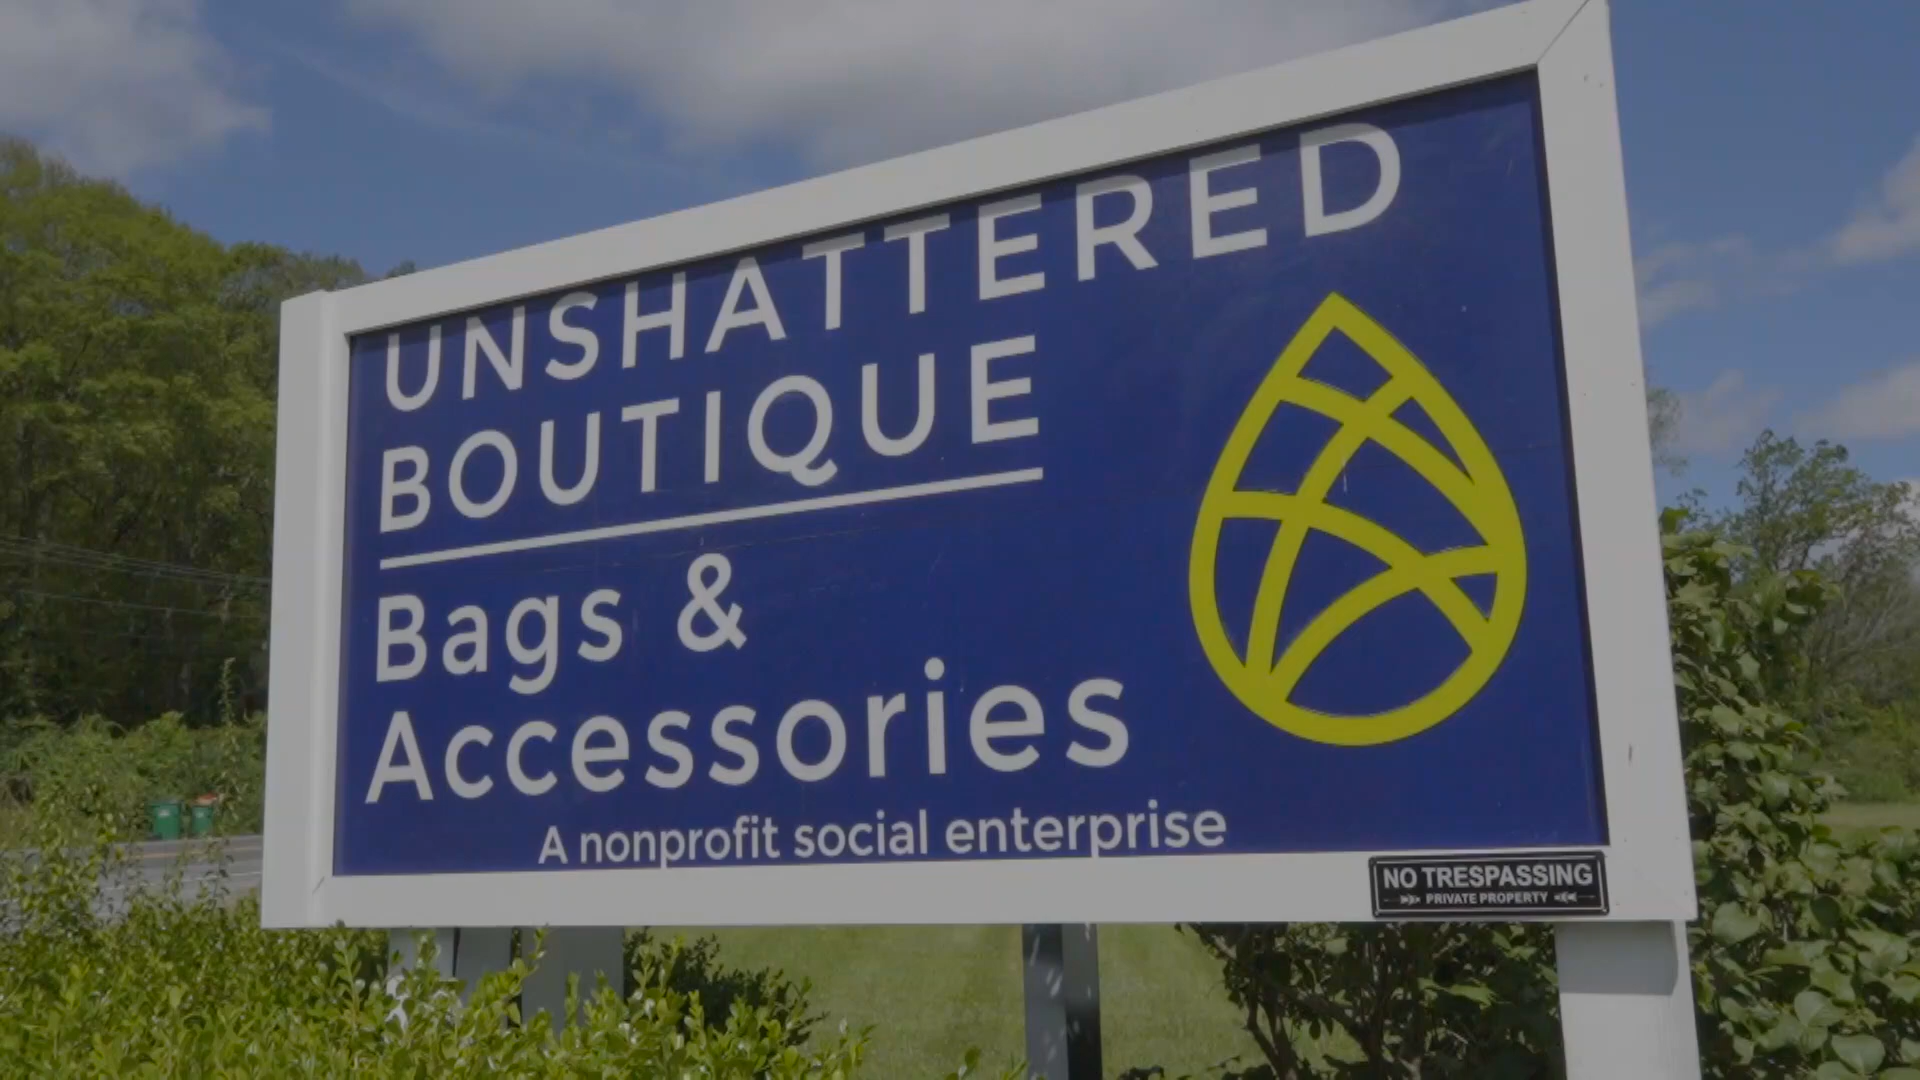 UNSHATTERED
BOUTIQUE
Bags &
Accessories
A nonprofit social enterprise
NO TRESPASSING
PRIVATE PROPERTY